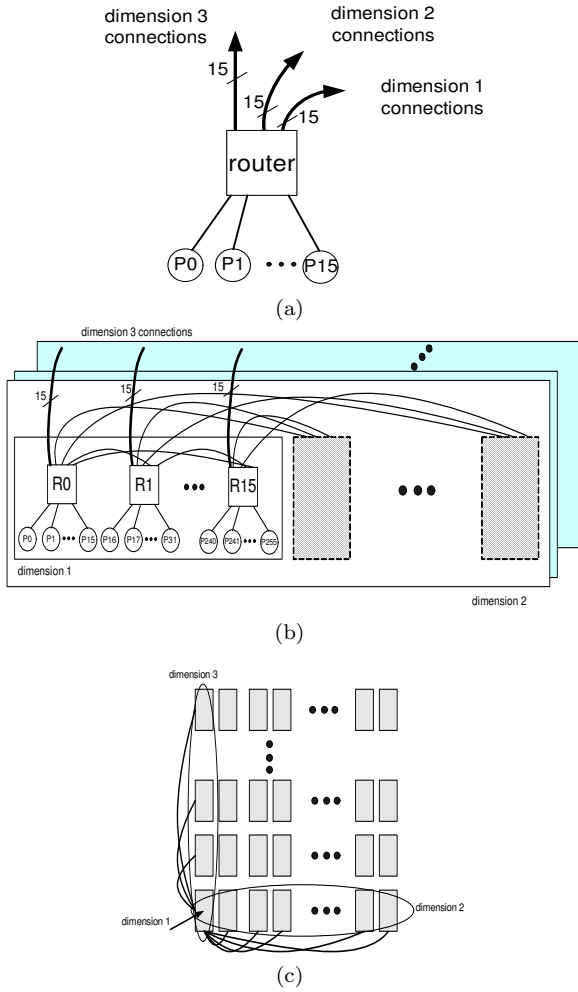 dimension 3
connections
dimension 2
connections
dimension 1
connections
15
15
15
router
P0
P1
P15
(a)
dimension 3 connections
15
15
15
R0
R1
R15
P0
P1
P15
P16
P17
P31
P240
P241
P255
dimension 1
dimension 2
(b)
dimension 3
dimension 2
dimension 1
(c)